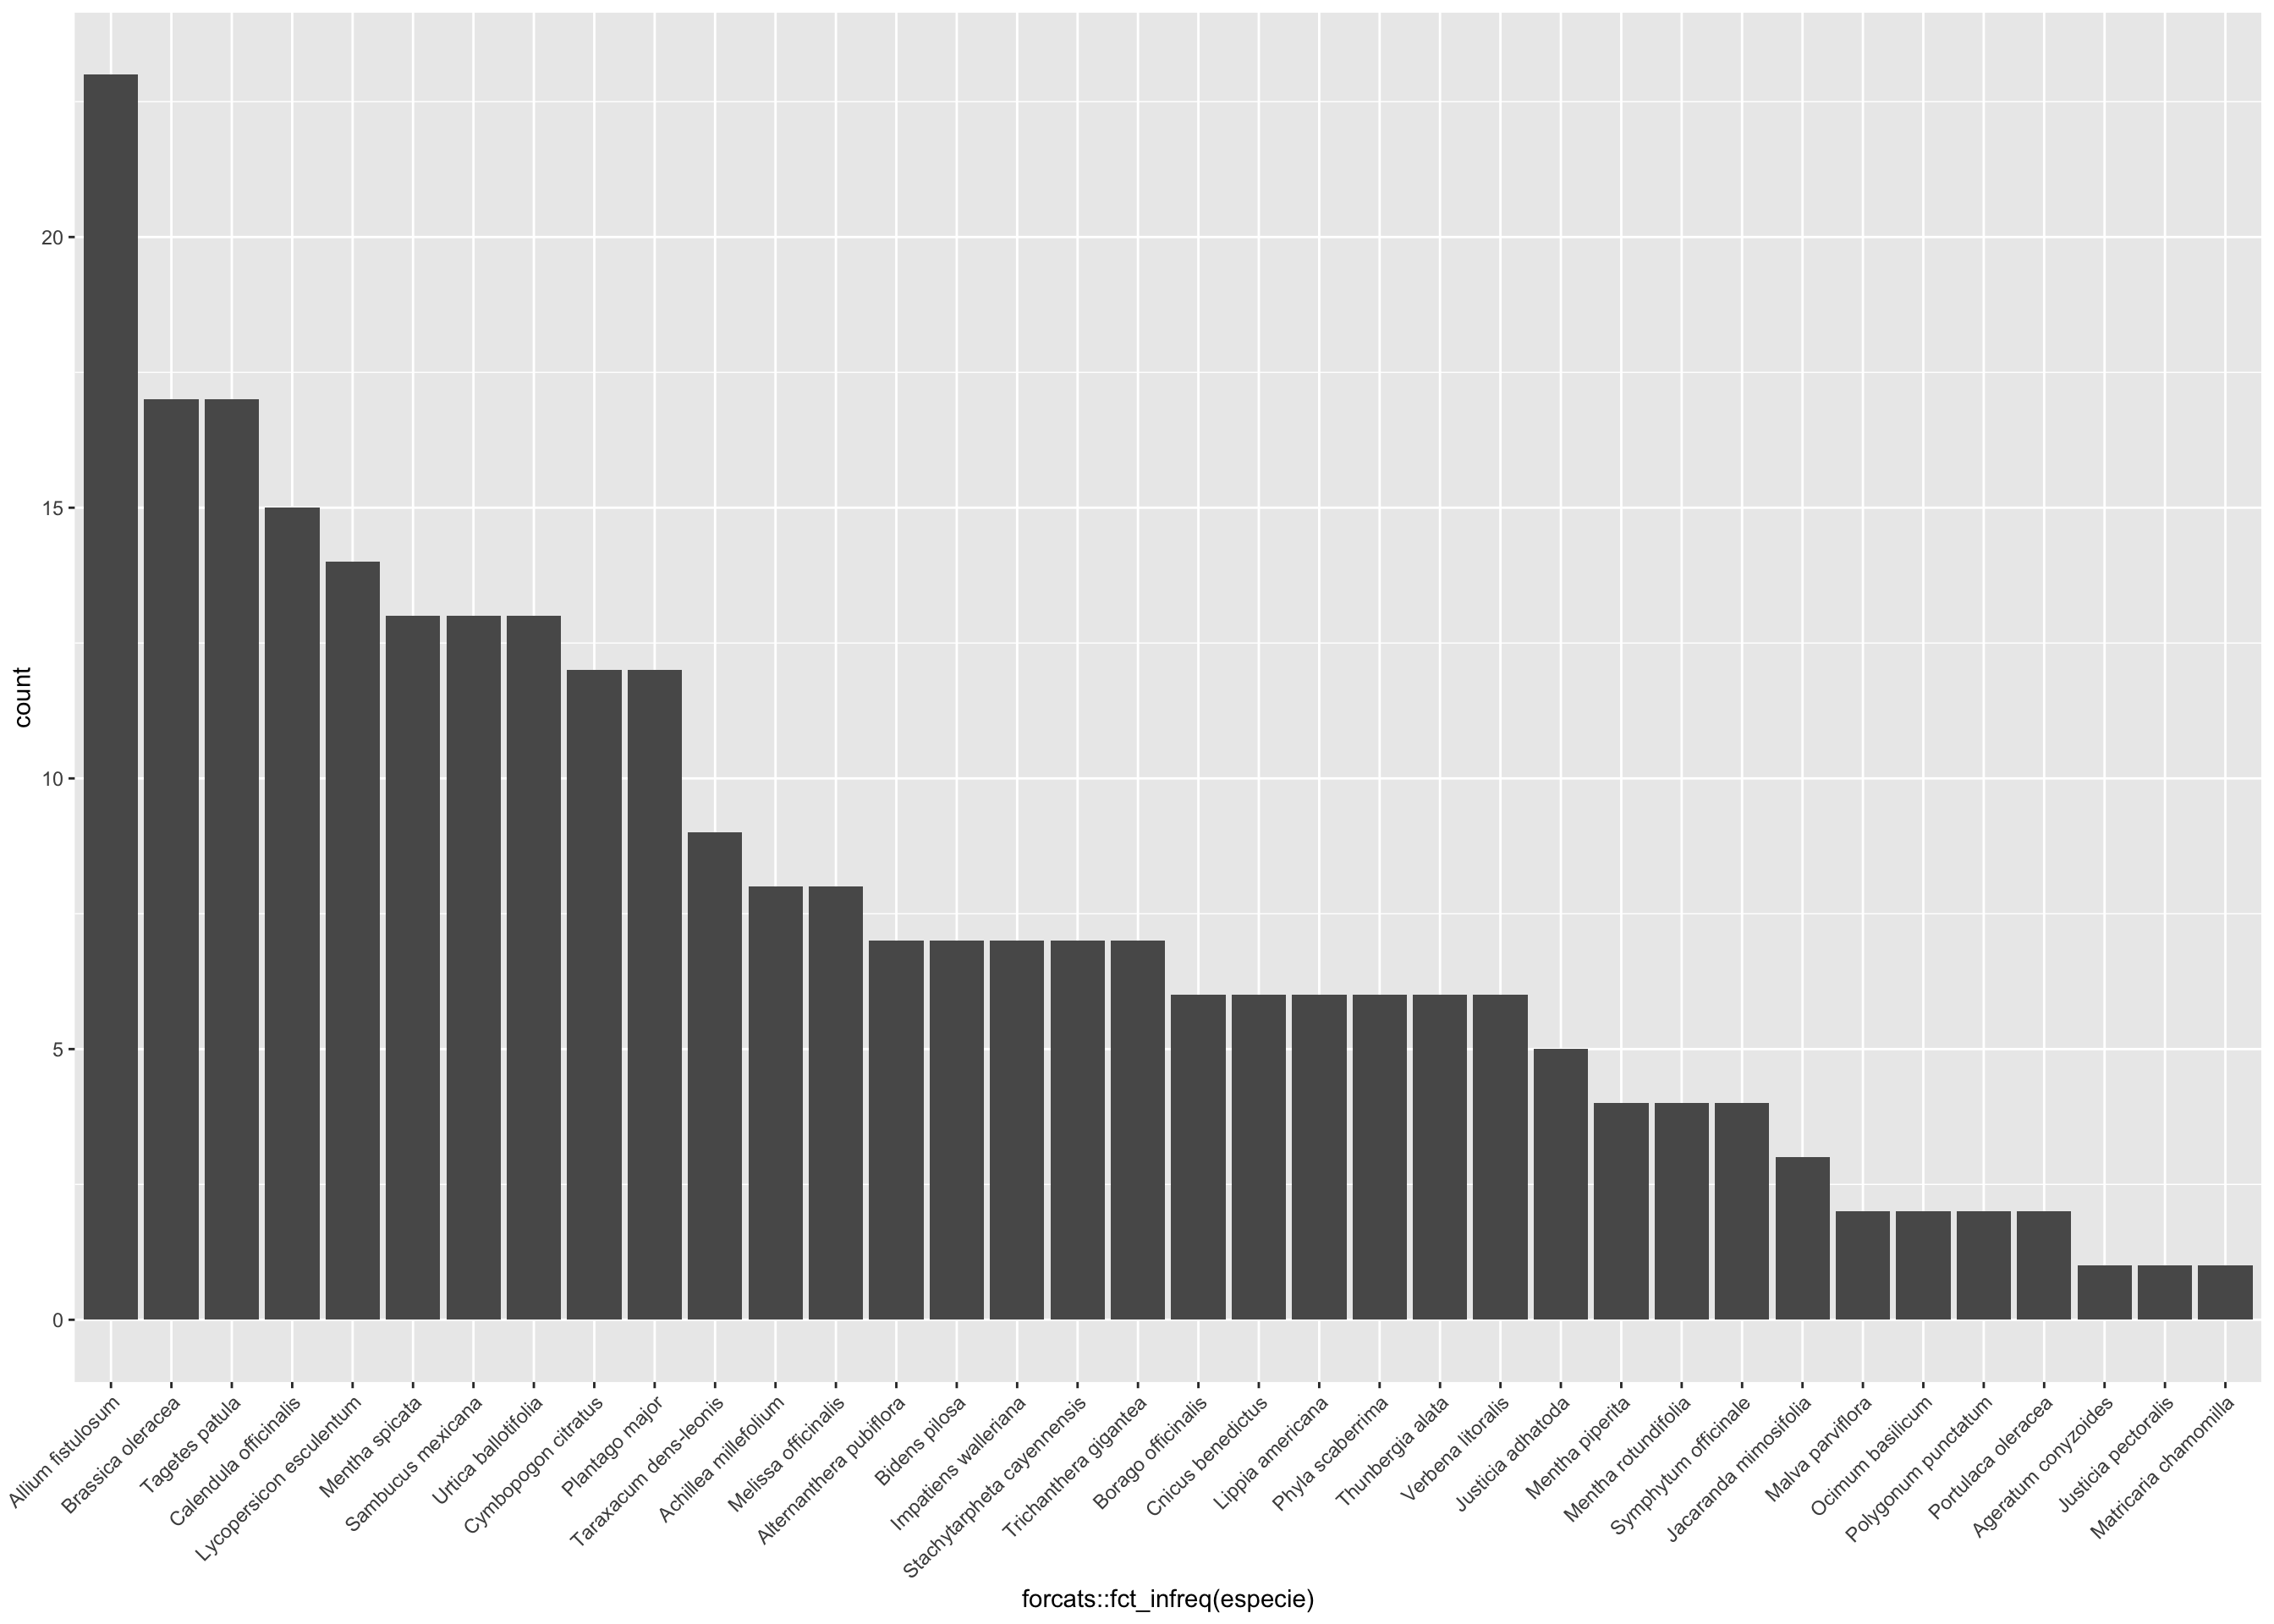 count
20
15
10
5
0
Allium fistulosum
Brassica oleracea
Tagetes patula
Calendula officinalis
Lycopersicon esculentum
Mentha spicata
Sambucus mexicana
Urtica ballotifolia
Cymbopogon citratus
Plantago major
Taraxacum dens-leonis
Achillea millefolium
Melissa officinalis
Alternanthera pubiflora
Bidens pilosa
Impatiens walleriana
Stachytarpheta cayennensis
Trichanthera gigantea
Borago officinalis
Cnicus benedictus
Lippia americana
Phyla scaberrima
Thunbergia alata
Verbena litoralis
Justicia adhatoda
Mentha piperita
Mentha rotundifolia
Symphytum officinale
Jacaranda mimosifolia
Malva parviflora
Ocimum basilicum
Polygonum punctatum
Portulaca oleracea
Ageratum conyzoides
Justicia pectoralis
Matricaria chamomilla
forcats::fct_infreq(especie)